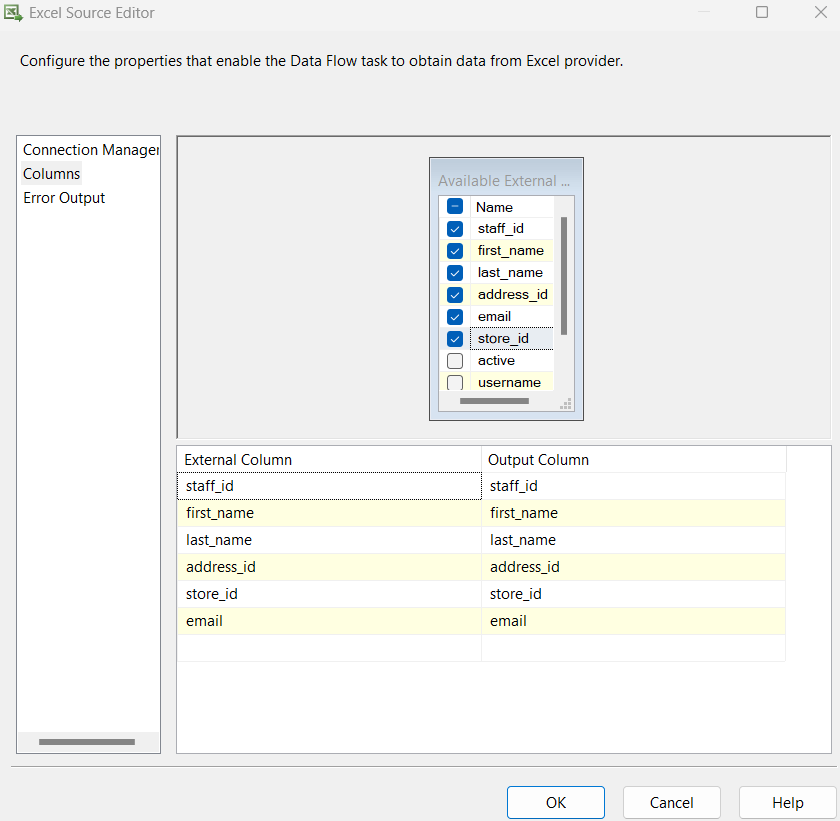 Excel Source Editor
Configure the properties that enable the Data Flow task to obtain data from Excel provider.
Connection Manager
Columns
Error Output
Available External ...
Name
staff_id
first_name
last_name
address_id
email
store_id
active
username
External Column Output Column
staff_id staff_id
first_name first_name
last_name last_name
address_id address_id
store_id store_id
email email
OK Cancel Help